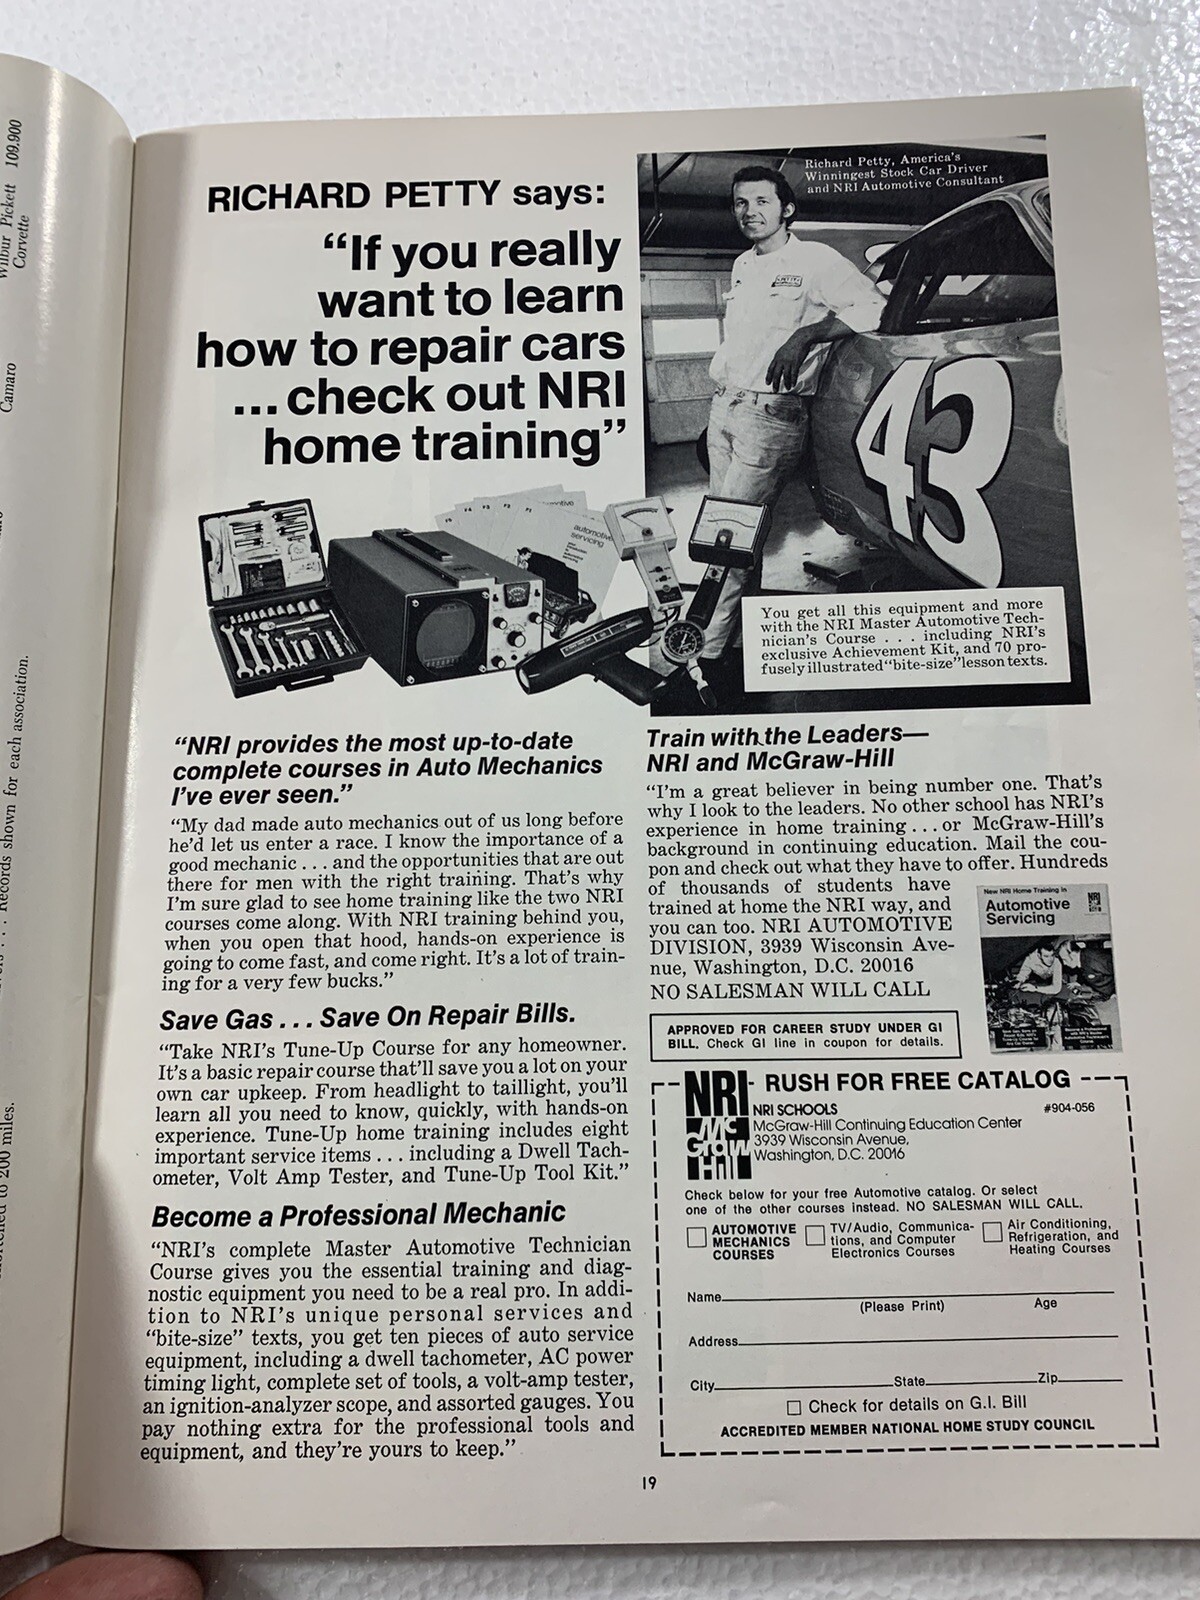 Wilbur Pickett 109.900
Corvette
Camaro
Records shown for each association.
200 miles.
RICHARD PETTY says:
“If you really
want to learn
how to repair cars
... check out NRI
home training”
Richard Petty, America's
Winningest Stock Car Driver
and NRI Automotive Consultant
PETTY
43
automotive
servicing
You get all this equipment and more
with the NRI Master Automotive Tech-
nician's Course . . . including NRI's
exclusive Achievement Kit, and 70 pro-
fusely illustrated “bite-size” lesson texts.
“NRI provides the most up-to-date
complete courses in Auto Mechanics
I've ever seen.”
“My dad made auto mechanics out of us long before
he'd let us enter a race. I know the importance of a
good mechanic . . . and the opportunities that are out
there for men with the right training. That's why
I'm sure glad to see home training like the two NRI
courses come along. With NRI training behind you,
when you open that hood, hands-on experience is
going to come fast, and come right. It's a lot of train-
ing for a very few bucks.”
Save Gas . . . Save On Repair Bills.
“Take NRI's Tune-Up Course for any homeowner.
It's a basic repair course that'll save you a lot on your
own car upkeep. From headlight to taillight, you'll
learn all you need to know, quickly, with hands-on
experience. Tune-Up home training includes eight
important service items . . . including a Dwell Tach-
ometer, Volt Amp Tester, and Tune-Up Tool Kit.”
Become a Professional Mechanic
“NRI's complete Master Automotive Technician
Course gives you the essential training and diag-
nostic equipment you need to be a real pro. In addi-
tion to NRI's unique personal services and
“bite-size” texts, you get ten pieces of auto service
equipment, including a dwell tachometer, AC power
timing light, complete set of tools, a volt-amp tester,
an ignition-analyzer scope, and assorted gauges. You
pay nothing extra for the professional tools and
equipment, and they're yours to keep.”
Train with the Leaders—
NRI and McGraw-Hill
“I'm a great believer in being number one. That's
why I look to the leaders. No other school has NRI's
experience in home training . . . or McGraw-Hill's
background in continuing education. Mail the cou-
pon and check out what they have to offer. Hundreds
of thousands of students have
trained at home the NRI way, and
you can too. NRI AUTOMOTIVE
DIVISION, 3939 Wisconsin Ave-
nue, Washington, D.C. 20016
NO SALESMAN WILL CALL
New NRI Home Training in
Automotive
Servicing
APPROVED FOR CAREER STUDY UNDER GI
BILL. Check GI line in coupon for details.
RUSH FOR FREE CATALOG
NRI
Mc
Graw
Hill
NRI SCHOOLS #904-056
McGraw-Hill Continuing Education Center
3939 Wisconsin Avenue,
Washington, D.C. 20016
Check below for your free Automotive catalog. Or select
one of the other courses instead. NO SALESMAN WILL CALL.
AUTOMOTIVE
MECHANICS
COURSES
TV/Audio, Communica-
tions, and Computer
Electronics Courses
Air Conditioning,
Refrigeration, and
Heating Courses
Name
(Please Print) Age
Address
City State Zip
Check for details on G.I. Bill
ACCREDITED MEMBER NATIONAL HOME STUDY COUNCIL
19